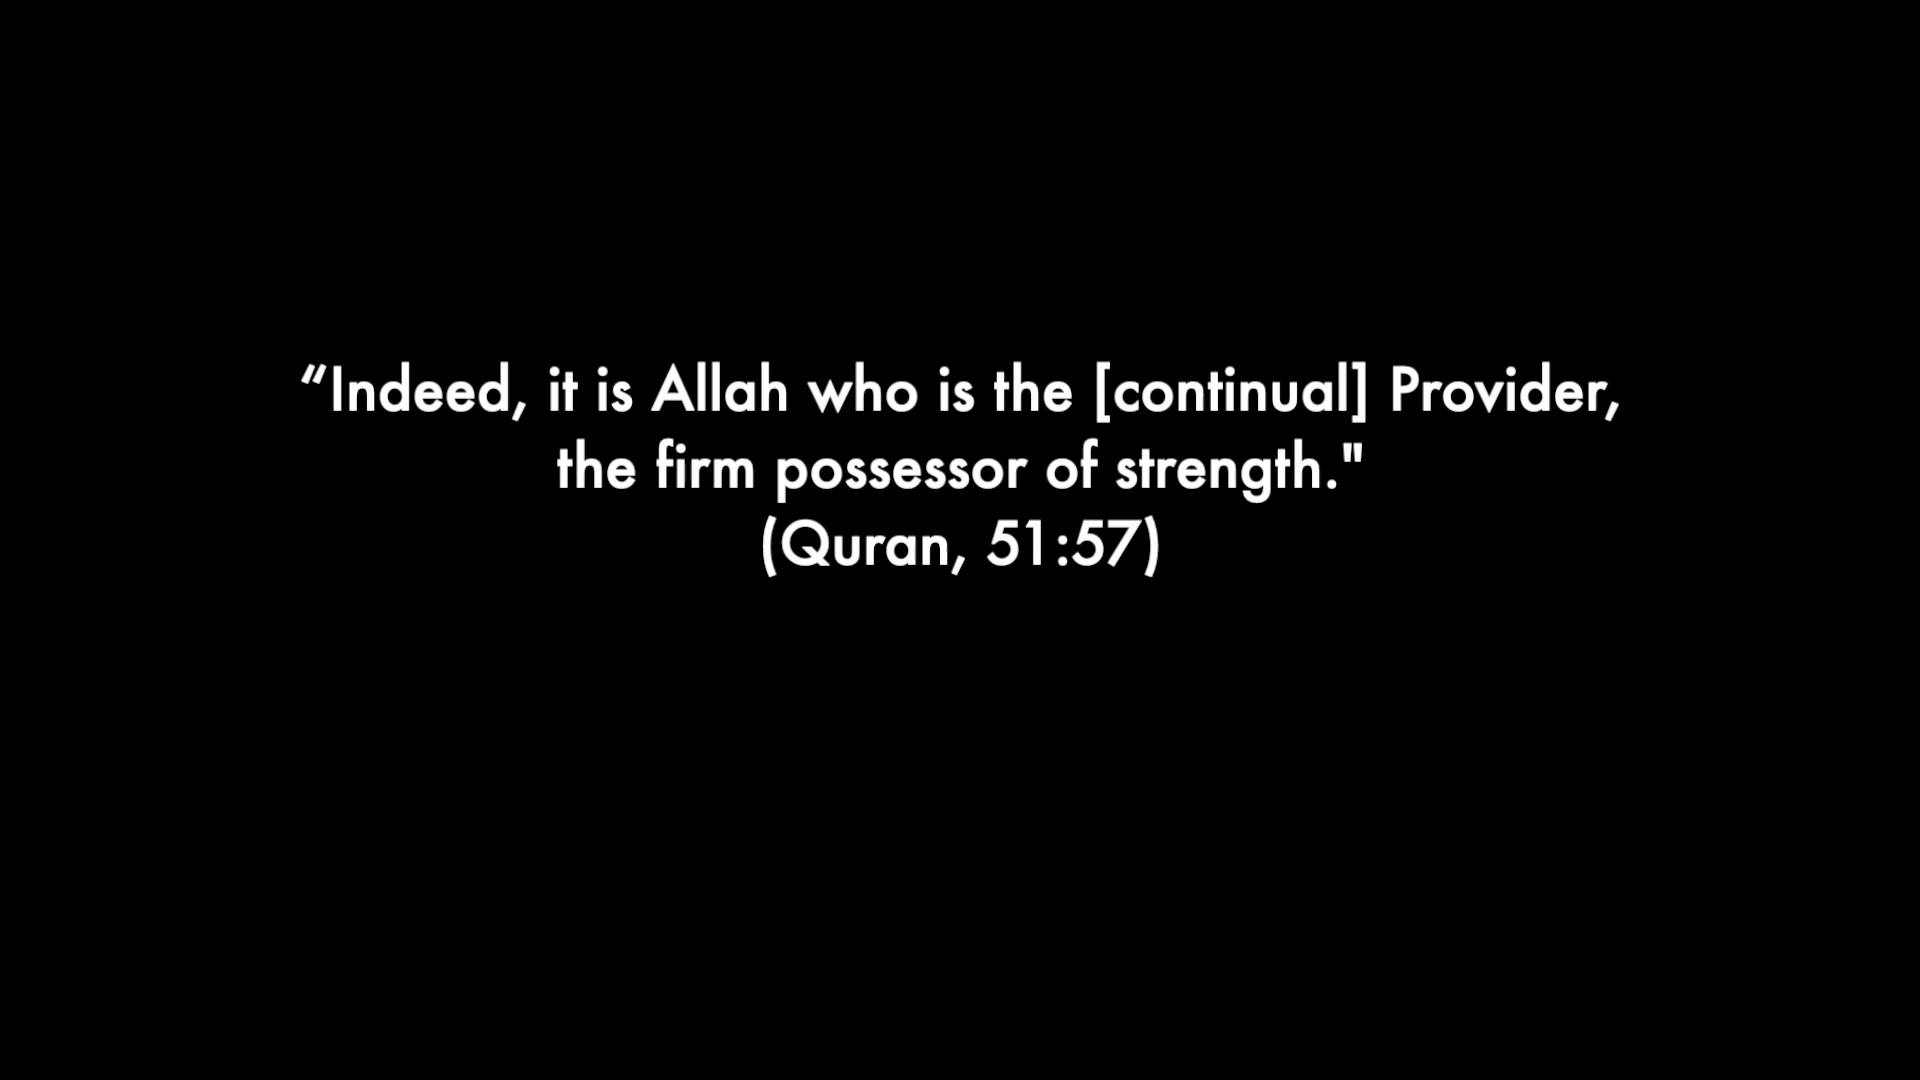 “Indeed, it is Allah who is the [continual] Provider,
the firm possessor of strength."
(Quran, 51:57)